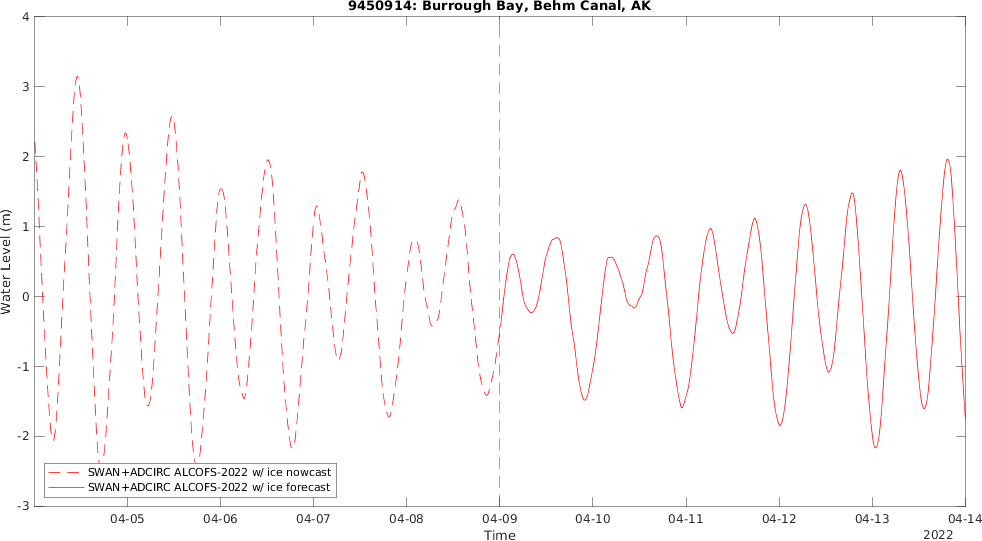 9450914: Burrough Bay, Behm Canal, AK
4
3
2
1
0
-1
-2
-3
Water Level (m)
SWAN+ADCIRC ALCOFS-2022 w/ ice nowcast
SWAN+ADCIRC ALCOFS-2022 w/ ice forecast
04-05 04-06 04-07 04-08 04-09 04-10 04-11 04-12 04-13 04-14
Time
2022